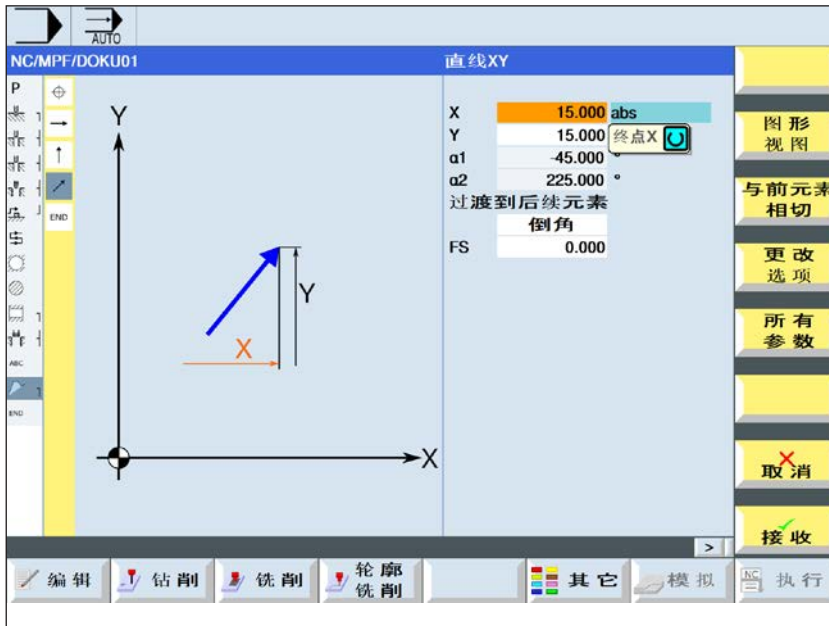 AUTO
NC/MPF/DOKU01
直线XY
P
END
ABC
END
Y
X
Y
X
X 15.000 abs
Y 15.000 终点X
α1 -45.000 °
α2 225.000 °
过渡到后续元素
倒角
FS 0.000
图形
视图
与前元素
相切
更改
选项
所有
参数
取消
接收
>
编辑
钻削
铣削
轮廓
铣削
其它
模拟
NC
执行